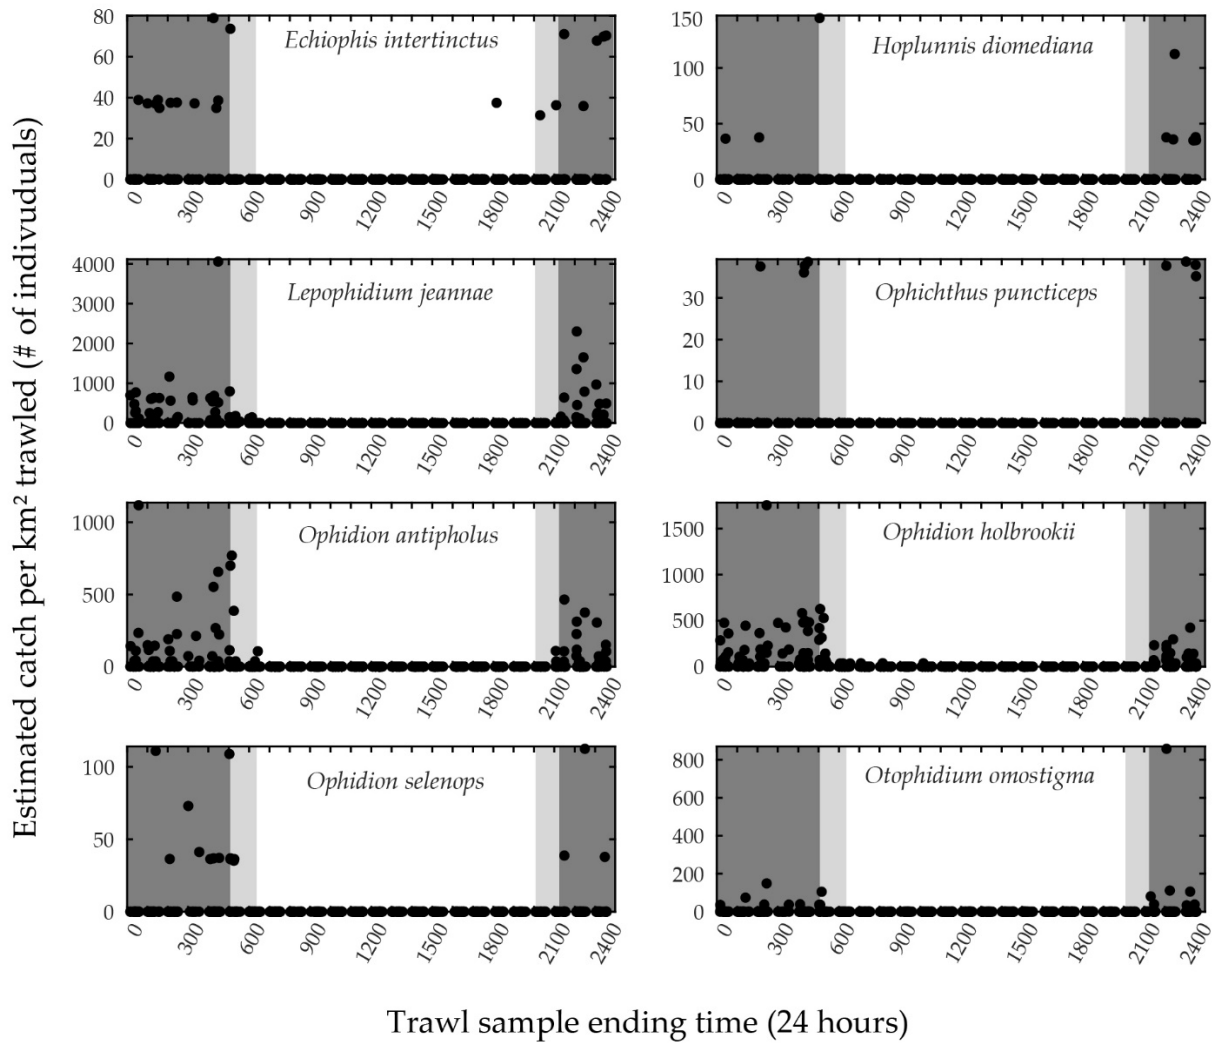 Estimated catch per km² trawled (# of indivuduals)
Echiophis intertinctus
80
60
40
20
0
0 300 600 900 1200 1500 1800 2100 2400
Hoplunnis diomediana
150
100
50
0
0 300 600 900 1200 1500 1800 2100 2400
Lepophidium jeannae
4000
3000
2000
1000
0
0 300 600 900 1200 1500 1800 2100 2400
Ophichthus puncticeps
30
20
10
0
0 300 600 900 1200 1500 1800 2100 2400
Ophidion antipholus
1000
500
0
0 300 600 900 1200 1500 1800 2100 2400
Ophidion holbrookii
1500
1000
500
0
0 300 600 900 1200 1500 1800 2100 2400
Ophidion selenops
100
50
0
0 300 600 900 1200 1500 1800 2100 2400
Otophidium omostigma
800
600
400
200
0
0 300 600 900 1200 1500 1800 2100 2400
Trawl sample ending time (24 hours)